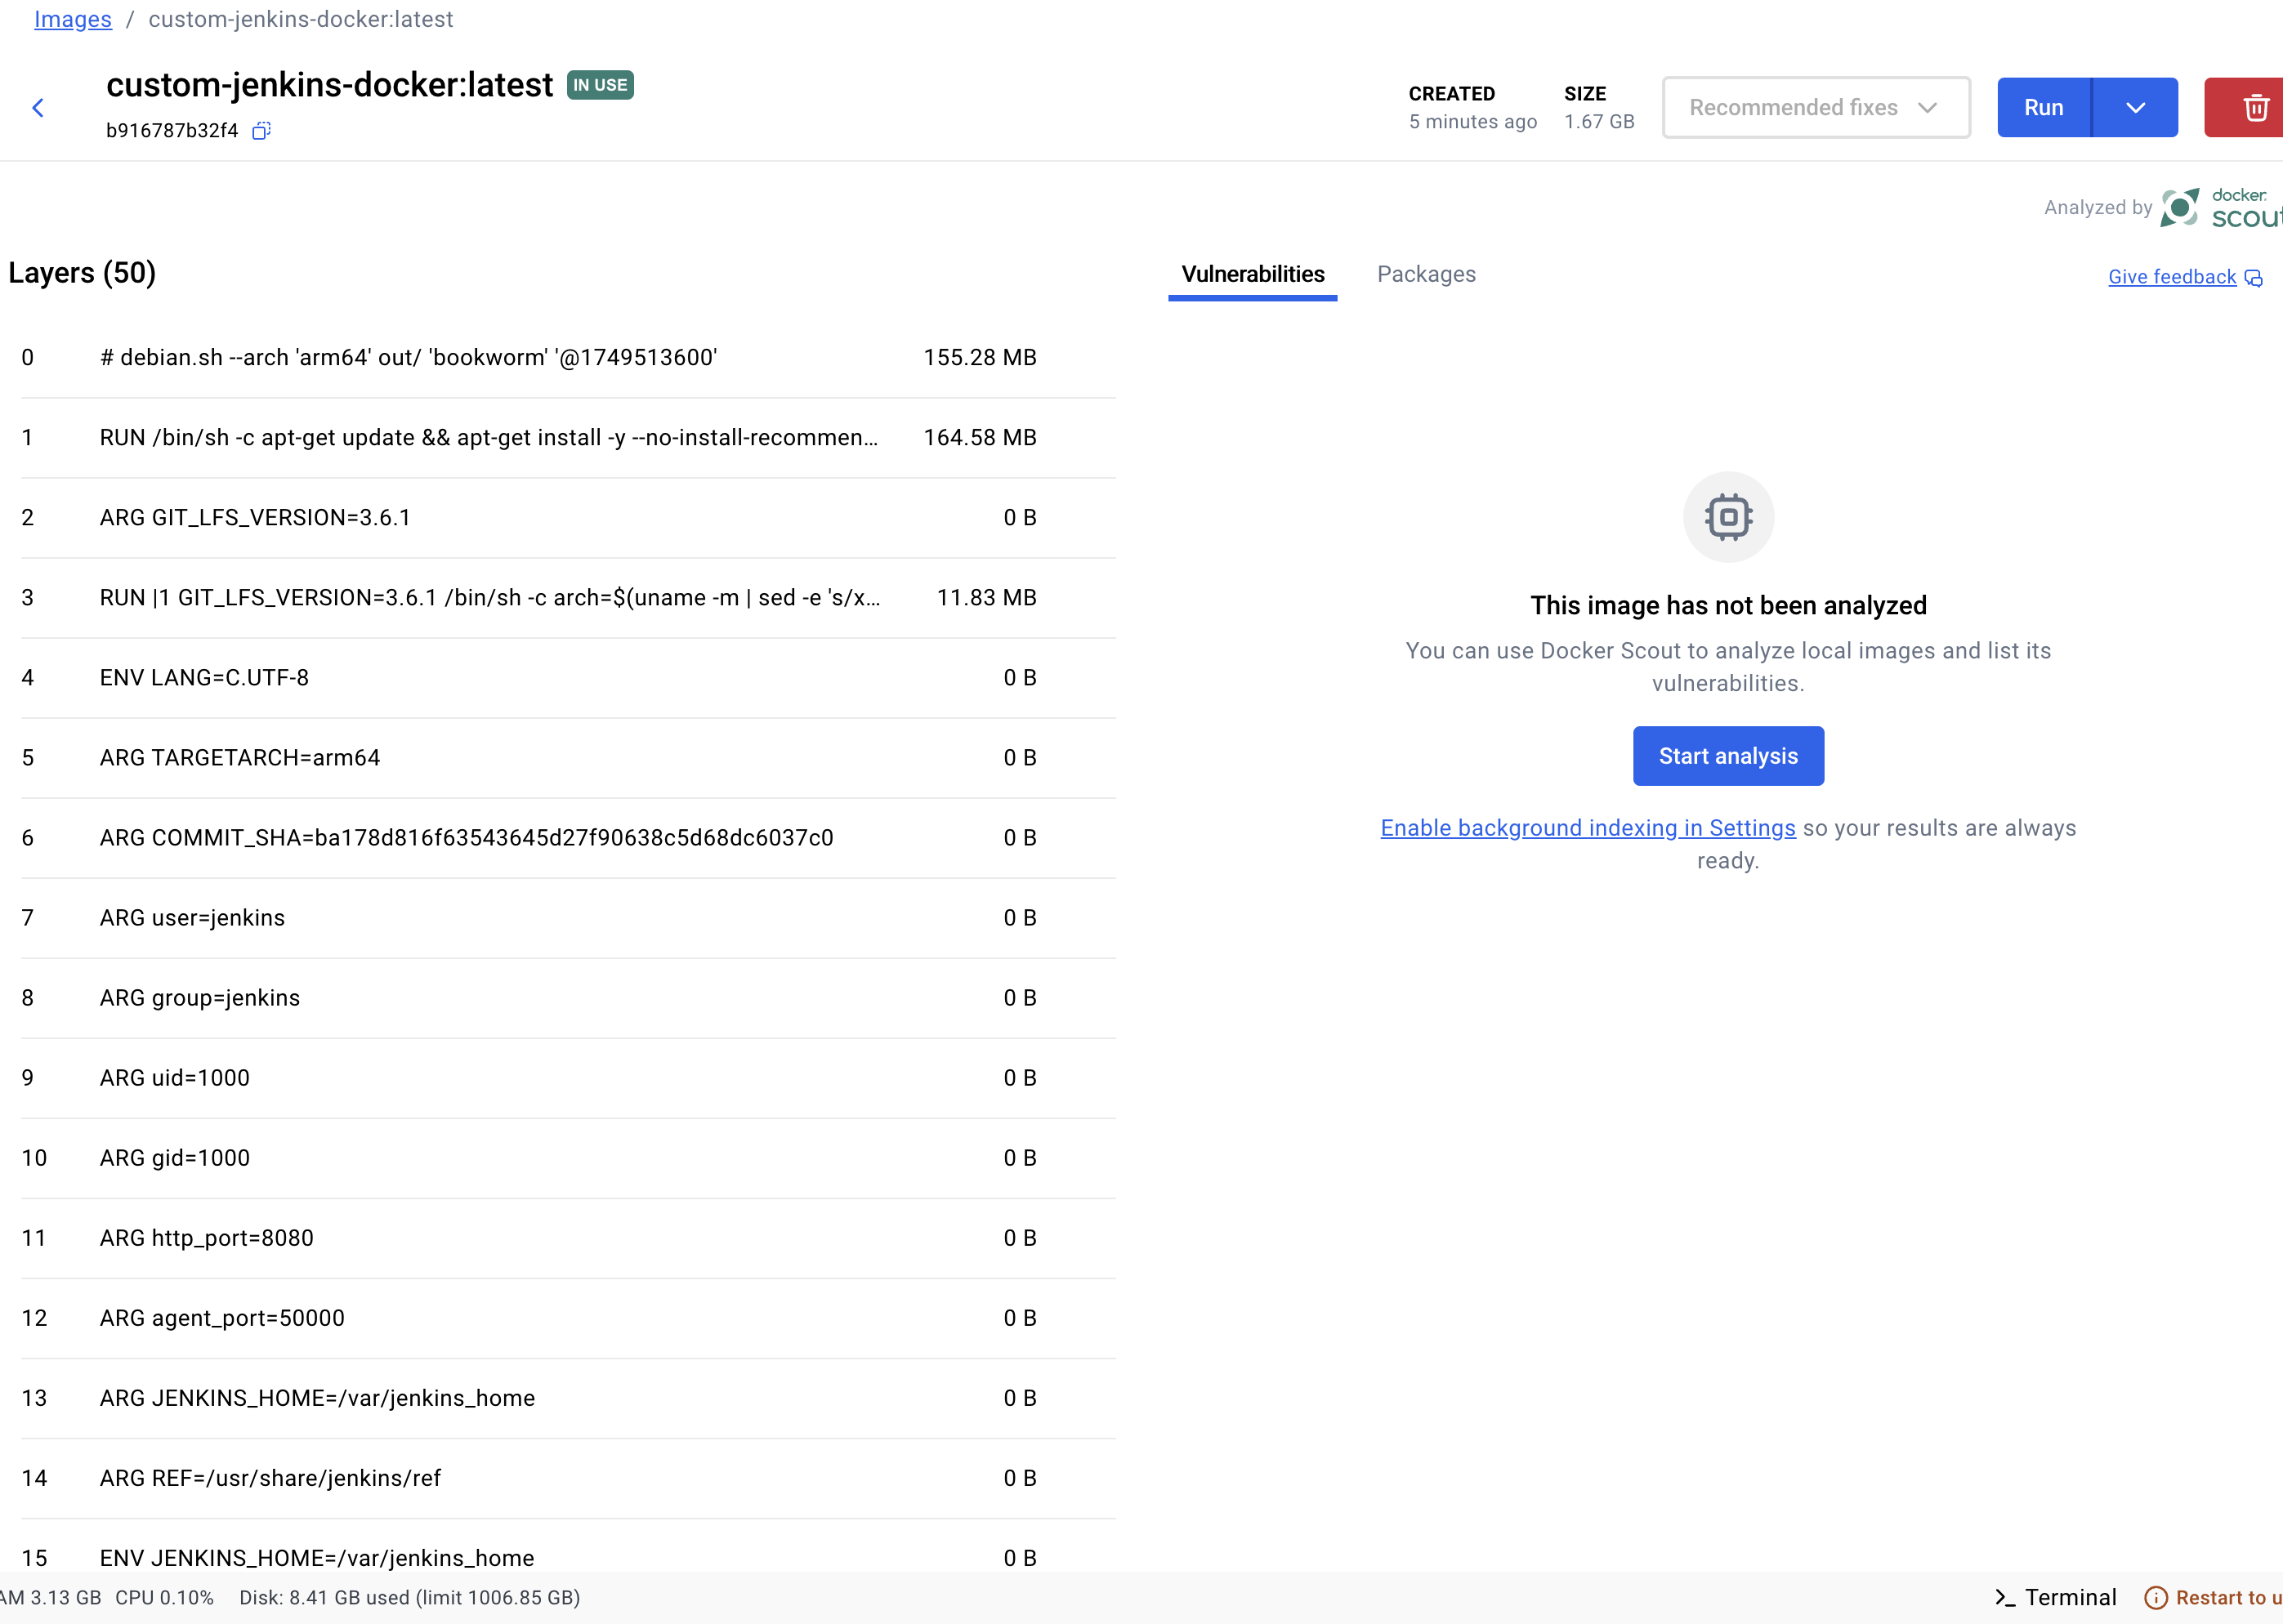 Images / custom-jenkins-docker:latest
custom-jenkins-docker:latest IN USE
b916787b32f4
CREATED
5 minutes ago
SIZE
1.67 GB
Recommended fixes
Run
Analyzed by docker scout
Layers (50)
Vulnerabilities Packages
Give feedback
0 # debian.sh --arch 'arm64' out/ 'bookworm' '@1749513600' 155.28 MB
1 RUN /bin/sh -c apt-get update && apt-get install -y --no-install-recommen... 164.58 MB
2 ARG GIT_LFS_VERSION=3.6.1 0 B
3 RUN |1 GIT_LFS_VERSION=3.6.1 /bin/sh -c arch=$(uname -m | sed -e 's/x... 11.83 MB
4 ENV LANG=C.UTF-8 0 B
5 ARG TARGETARCH=arm64 0 B
6 ARG COMMIT_SHA=ba178d816f63543645d27f90638c5d68dc6037c0 0 B
7 ARG user=jenkins 0 B
8 ARG group=jenkins 0 B
9 ARG uid=1000 0 B
10 ARG gid=1000 0 B
11 ARG http_port=8080 0 B
12 ARG agent_port=50000 0 B
13 ARG JENKINS_HOME=/var/jenkins_home 0 B
14 ARG REF=/usr/share/jenkins/ref 0 B
15 ENV JENKINS_HOME=/var/jenkins_home 0 B
This image has not been analyzed
You can use Docker Scout to analyze local images and list its
vulnerabilities.
Start analysis
Enable background indexing in Settings so your results are always
ready.
AM 3.13 GB CPU 0.10% Disk: 8.41 GB used (limit 1006.85 GB)
>_ Terminal
Restart to u